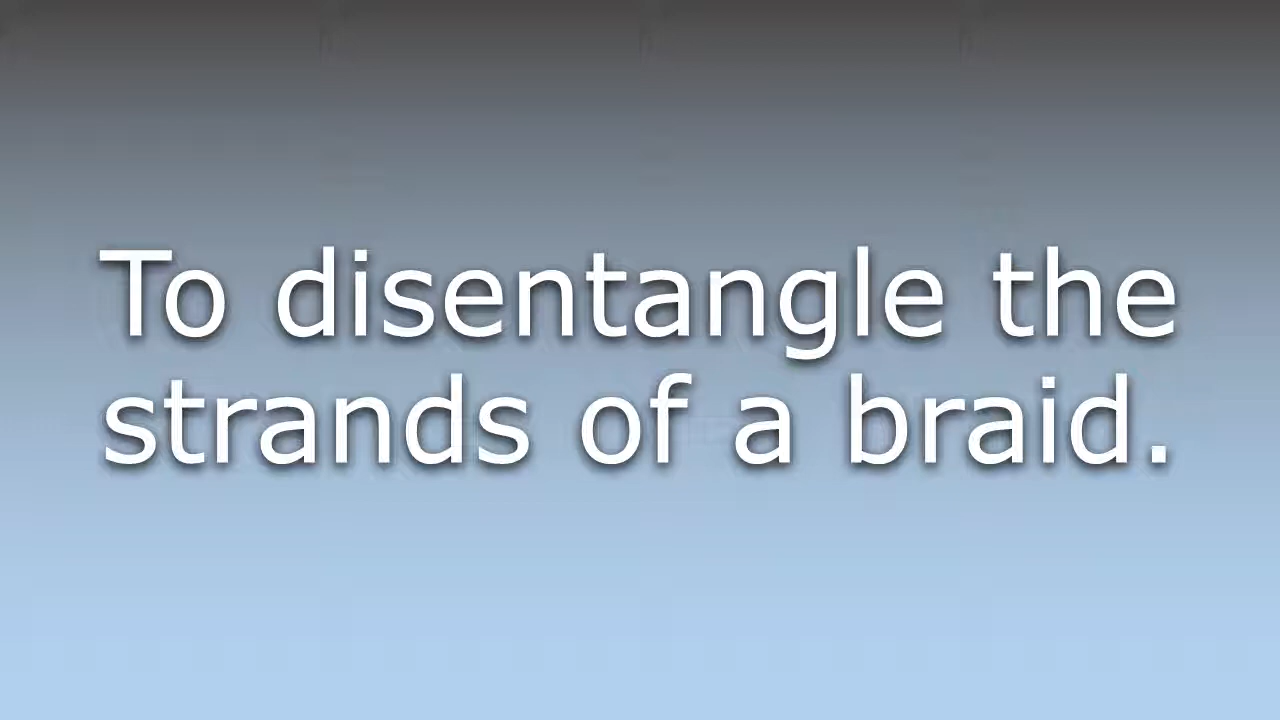 To disentangle the
strands of a braid.